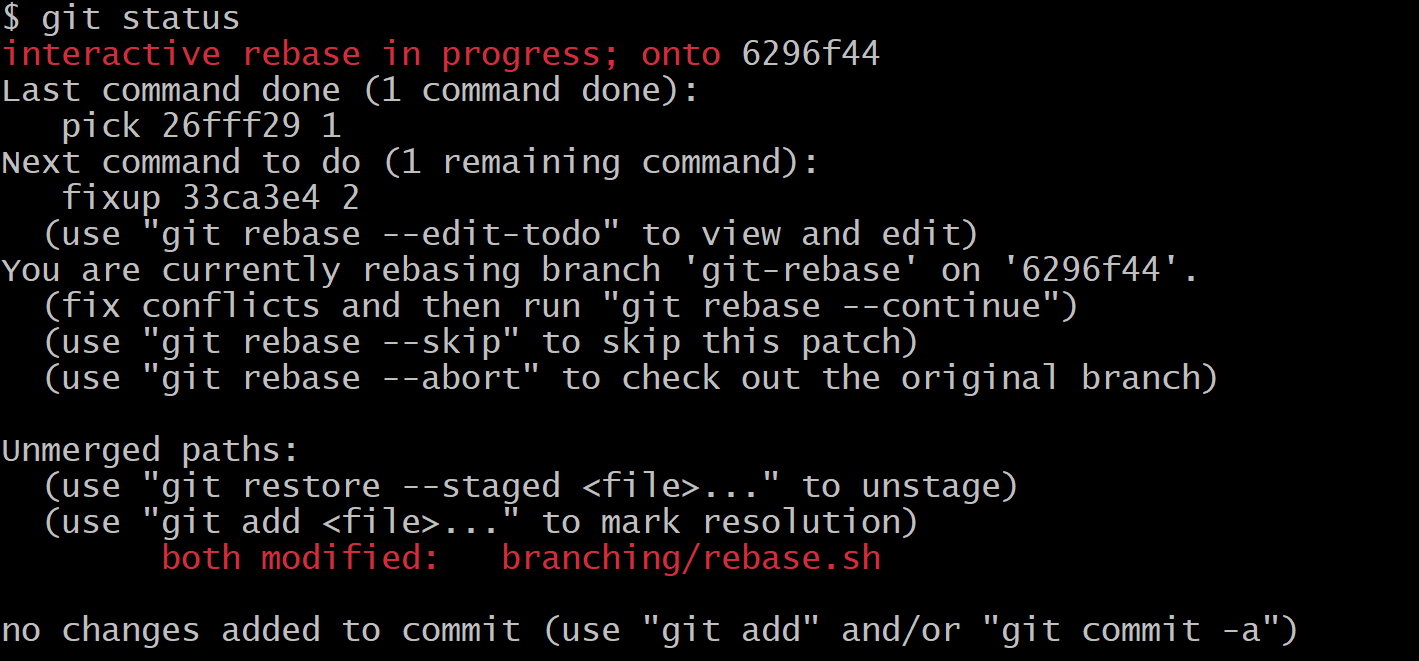 $ git status
interactive rebase in progress; onto 6296f44
Last command done (1 command done):
   pick 26fff29 1
Next command to do (1 remaining command):
   fixup 33ca3e4 2
  (use "git rebase --edit-todo" to view and edit)
You are currently rebasing branch 'git-rebase' on '6296f44'.
  (fix conflicts and then run "git rebase --continue")
  (use "git rebase --skip" to skip this patch)
  (use "git rebase --abort" to check out the original branch)

Unmerged paths:
  (use "git restore --staged <file>..." to unstage)
  (use "git add <file>..." to mark resolution)
        both modified:   branching/rebase.sh

no changes added to commit (use "git add" and/or "git commit -a")